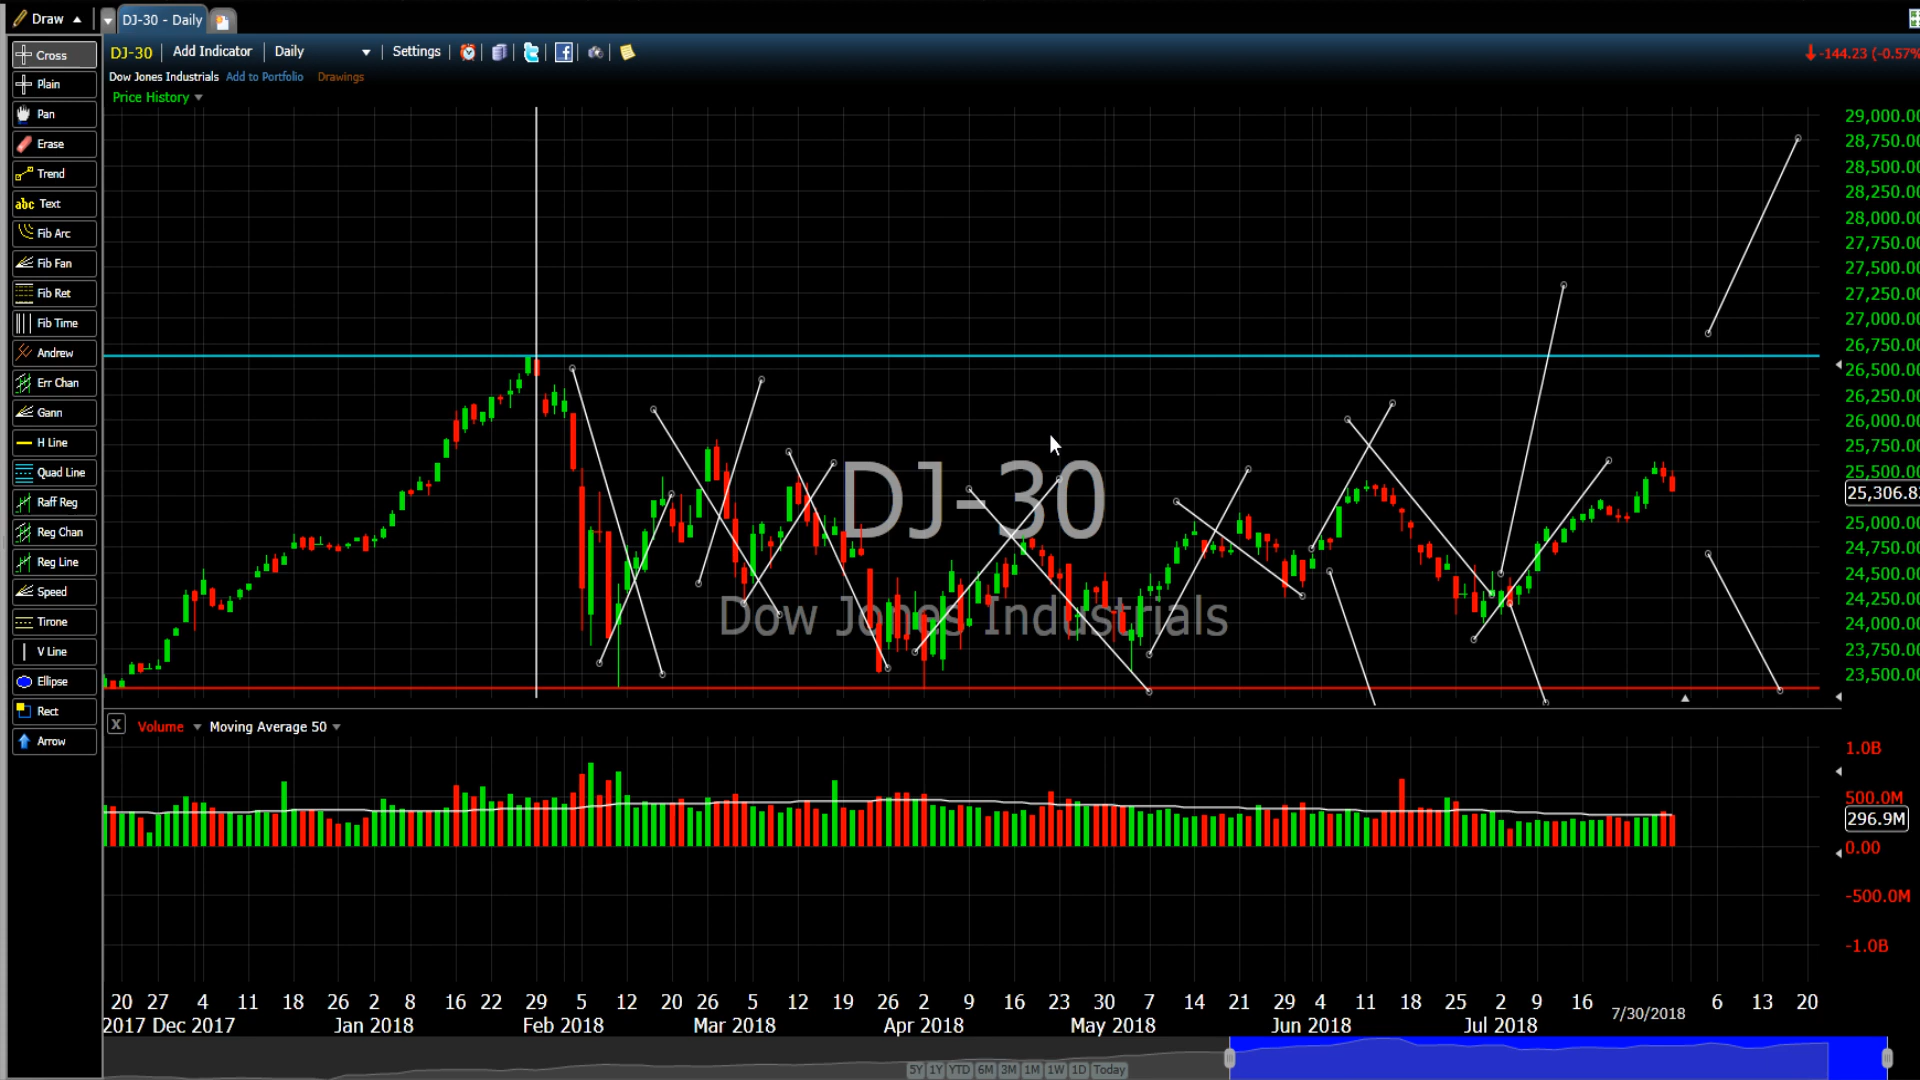 Draw
DJ-30 - Daily
DJ-30 Add Indicator Daily Settings
-144.23 (-0.57%
Dow Jones Industrials Add to Portfolio Drawings
Price History
Cross
Plain
Pan
Erase
Trend
abc Text
Fib Arc
Fib Fan
Fib Ret
Fib Time
Andrew
Err Chan
Gann
H Line
Quad Line
Raff Reg
Reg Chan
Reg Line
Speed
Tirone
V Line
Ellipse
Rect
Arrow
DJ-30
Dow Jones Industrials
29,000.00
28,750.00
28,500.00
28,250.00
28,000.00
27,750.00
27,500.00
27,250.00
27,000.00
26,750.00
26,500.00
26,250.00
26,000.00
25,750.00
25,500.00
25,306.83
25,000.00
24,750.00
24,500.00
24,250.00
24,000.00
23,750.00
23,500.00
X Volume Moving Average 50
1.0B
500.0M
296.9M
0.00
-500.0M
-1.0B
20 27 4 11 18 26 2 8 16 22 29 5 12 20 26 5 12 19 26 2 9 16 23 30 7 14 21 29 4 11 18 25 2 9 16 7/30/2018 6 13 20
2017 Dec 2017 Jan 2018 Feb 2018 Mar 2018 Apr 2018 May 2018 Jun 2018 Jul 2018
5Y 1Y YTD 6M 3M 1M 1W 1D Today